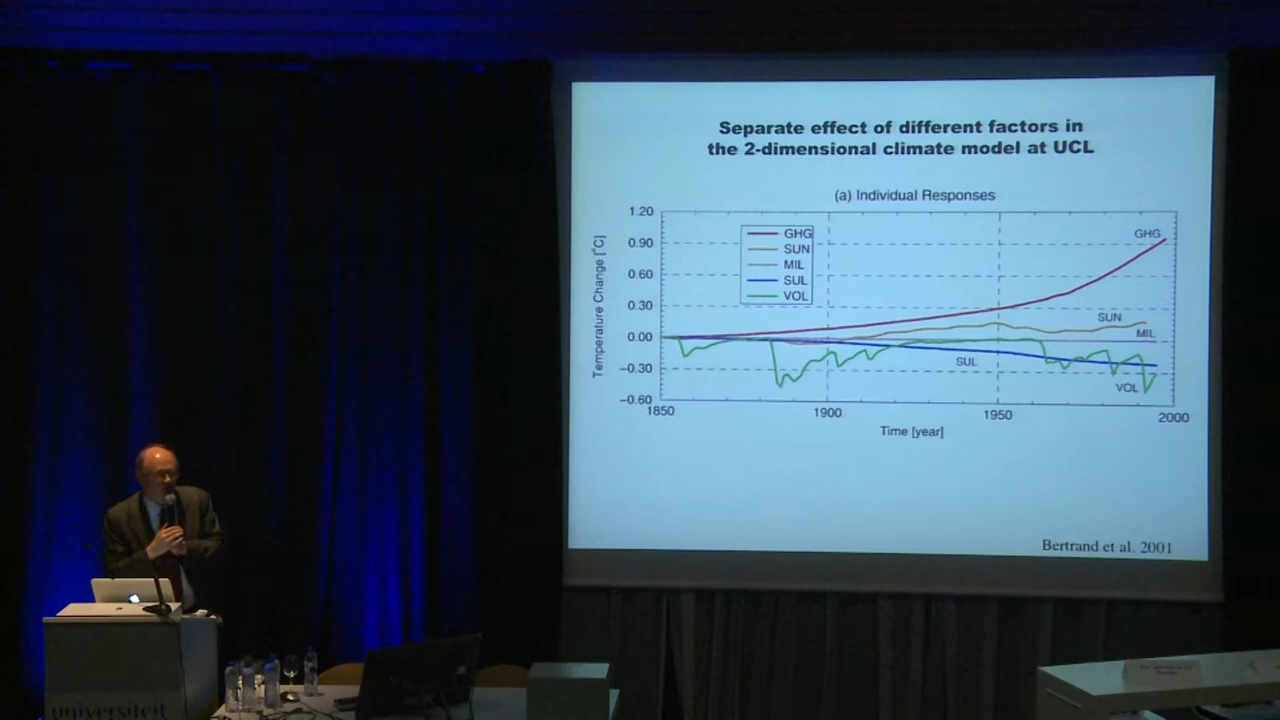 Separate effect of different factors in
the 2-dimensional climate model at UCL
(a) Individual Responses
1.20
0.90
0.60
0.30
0.00
−0.30
−0.60
Temperature Change [°C]
GHG
SUN
MIL
SUL
VOL
GHG
SUN
MIL
SUL
VOL
1850
1900
1950
2000
Time [year]
Bertrand et al. 2001
universiteit